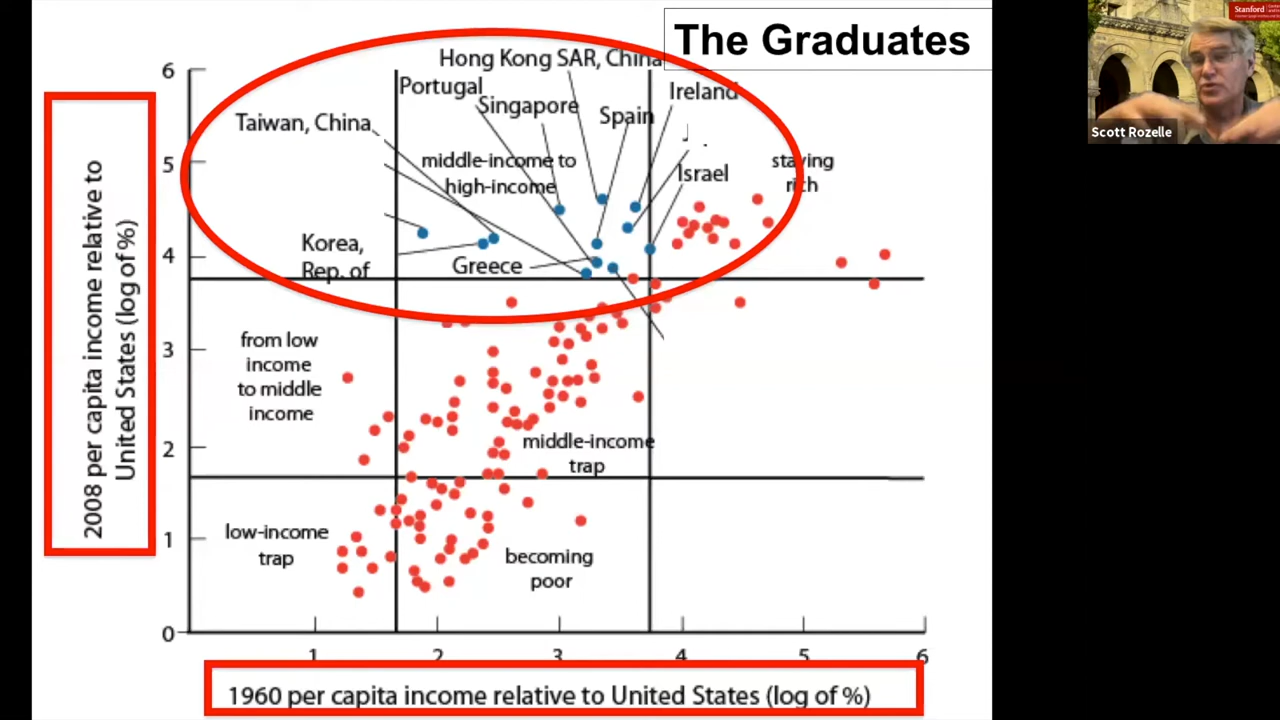 The Graduates
Stanford
Scott Rozelle
Hong Kong SAR, China
Portugal
Singapore
Ireland
Spain
Taiwan, China
middle-income to
high-income
staying
rich
Israel
Korea,
Rep. of
Greece
from low
income
to middle
income
middle-income
trap
low-income
trap
becoming
poor
6
5
4
3
2
1
0
1 2 3 4 5 6
2008 per capita income relative to
United States (log of %)
1960 per capita income relative to United States (log of %)